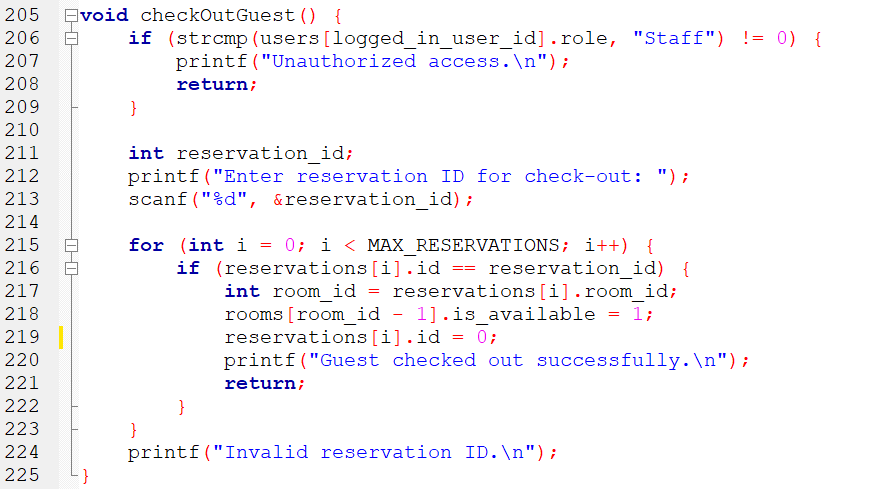 205 void checkOutGuest() {
206     if (strcmp(users[logged_in_user_id].role, "Staff") != 0) {
207         printf("Unauthorized access.\n");
208         return;
209     }
210
211     int reservation_id;
212     printf("Enter reservation ID for check-out: ");
213     scanf("%d", &reservation_id);
214
215     for (int i = 0; i < MAX_RESERVATIONS; i++) {
216         if (reservations[i].id == reservation_id) {
217             int room_id = reservations[i].room_id;
218             rooms[room_id - 1].is_available = 1;
219             reservations[i].id = 0;
220             printf("Guest checked out successfully.\n");
221             return;
222         }
223     }
224     printf("Invalid reservation ID.\n");
225 }